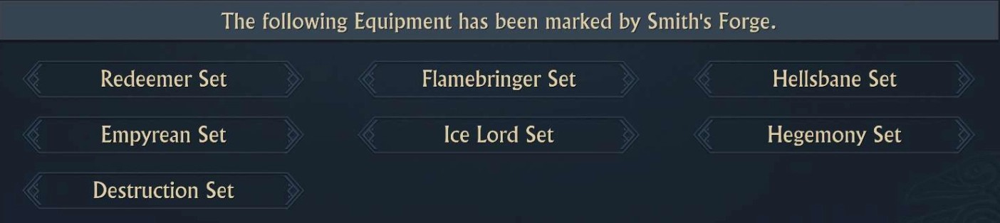 The following Equipment has been marked by Smith's Forge.
Redeemer Set
Flamebringer Set
Hellsbane Set
Empyrean Set
Ice Lord Set
Hegemony Set
Destruction Set